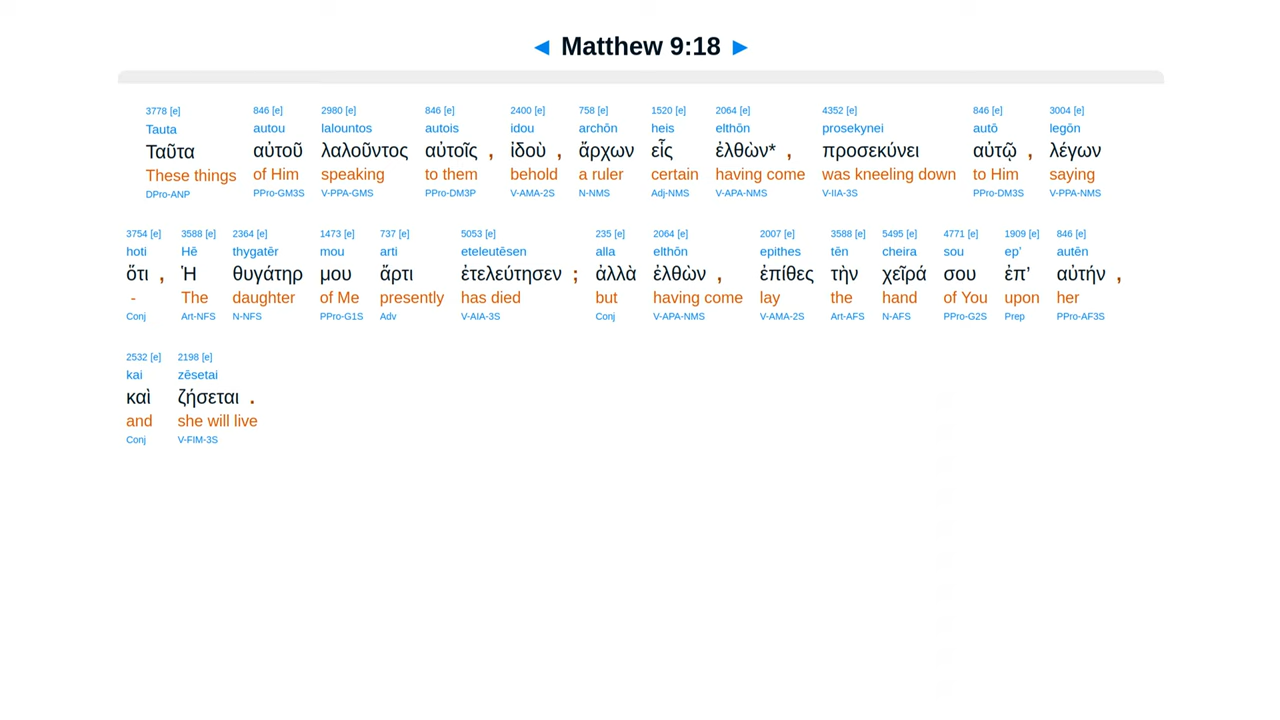 ◄ Matthew 9:18 ►
3778 [e] 846 [e] 2980 [e] 846 [e] 2400 [e] 758 [e] 1520 [e] 2064 [e] 4352 [e] 846 [e] 3004 [e]
Tauta autou lalountos autois idou archōn heis elthōn prosekynei autō legōn
Ταῦτα αὐτοῦ λαλοῦντος αὐτοῖς , ἰδοὺ , ἄρχων εἷς ἐλθὼν* , προσεκύνει αὐτῷ , λέγων
These things of Him speaking to them behold a ruler certain having come was kneeling down to Him saying
DPro-ANP PPro-GM3S V-PPA-GMS PPro-DM3P V-AMA-2S N-NMS Adj-NMS V-APA-NMS V-IIA-3S PPro-DM3S V-PPA-NMS
3754 [e] 3588 [e] 2364 [e] 1473 [e] 737 [e] 5053 [e] 235 [e] 2064 [e] 2007 [e] 3588 [e] 5495 [e] 4771 [e] 1909 [e] 846 [e]
hoti Hē thygatēr mou arti eteleutēsen alla elthōn epithes tēn cheira sou ep’ autēn
ὅτι , Ἡ θυγάτηρ μου ἄρτι ἐτελεύτησεν ; ἀλλὰ ἐλθὼν , ἐπίθες τὴν χεῖρά σου ἐπ’ αὐτήν ,
- The daughter of Me presently has died but having come lay the hand of You upon her
Conj Art-NFS N-NFS PPro-G1S Adv V-AIA-3S Conj V-APA-NMS V-AMA-2S Art-AFS N-AFS PPro-G2S Prep PPro-AF3S
2532 [e] 2198 [e]
kai zēsetai
καὶ ζήσεται .
and she will live
Conj V-FIM-3S